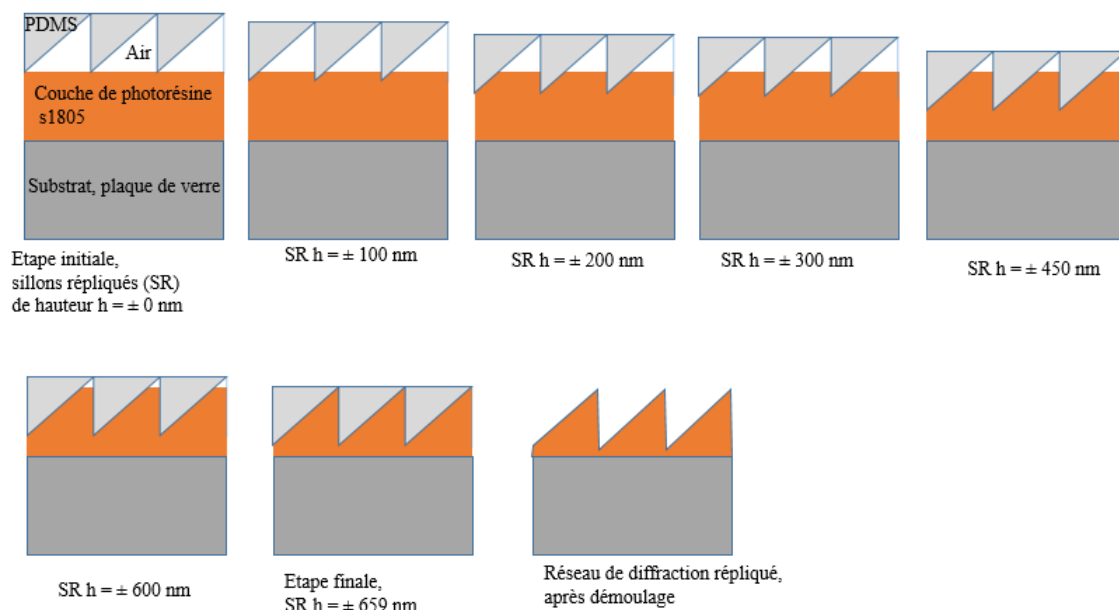 PDMS
Air
Couche de photorésine
s1805
Substrat, plaque de verre
Etape initiale,
sillons répliqués (SR)
de hauteur h = ± 0 nm
SR h = ± 100 nm
SR h = ± 200 nm
SR h = ± 300 nm
SR h = ± 450 nm
SR h = ± 600 nm
Etape finale,
SR h = ± 659 nm
Réseau de diffraction répliqué,
après démoulage